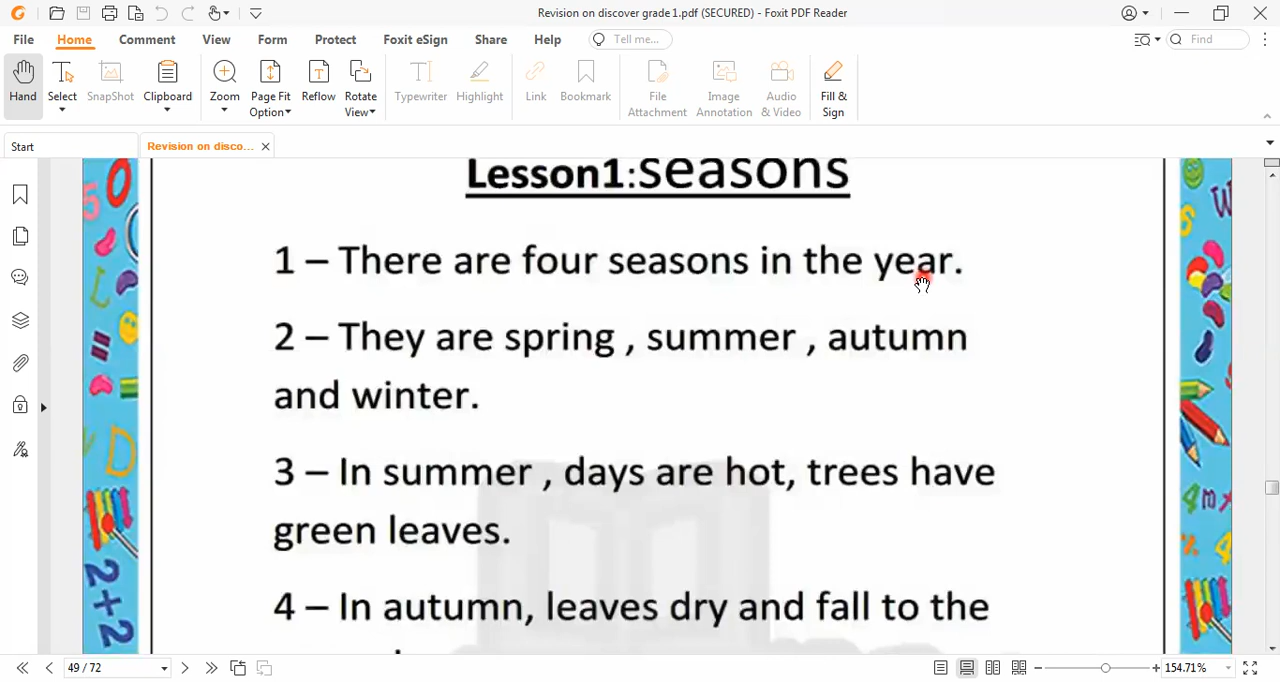 Revision on discover grade1.pdf (SECURED) - Foxit PDF Reader
File Home Comment View Form Protect Foxit eSign Share Help Tell me... Find
Hand Select SnapShot Clipboard Zoom Page Fit Option Reflow Rotate View Typewriter Highlight Link Bookmark File Attachment Image Annotation Audio & Video Fill & Sign
Start Revision on disco...
Lesson1:seasons
1 – There are four seasons in the year.
2 – They are spring , summer , autumn
and winter.
3 – In summer , days are hot, trees have
green leaves.
4 – In autumn, leaves dry and fall to the
49 / 72 154.71%